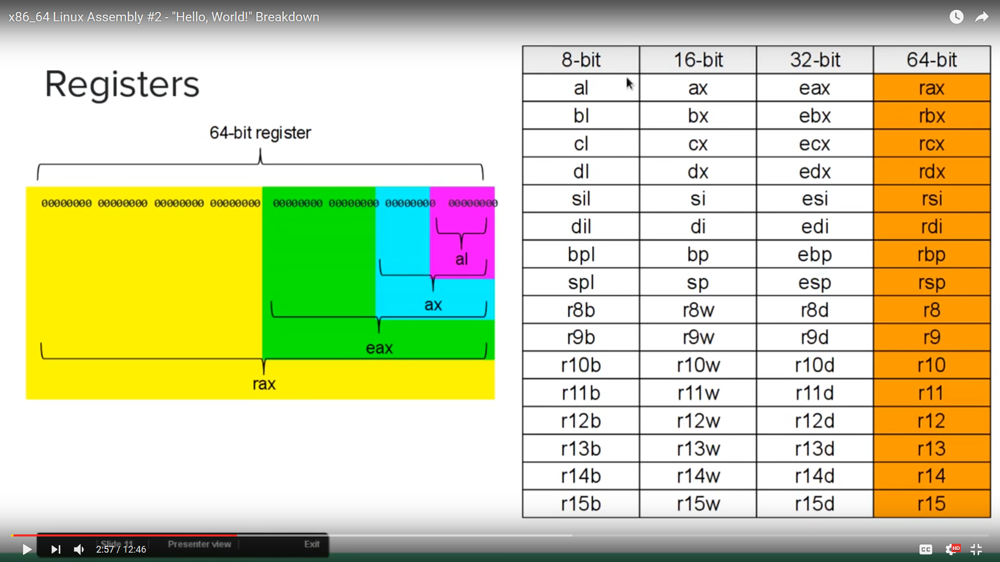 x86_64 Linux Assembly #2 - "Hello, World!" Breakdown
Registers
64-bit register
00000000 00000000 00000000 00000000 00000000 00000000 00000000 00000000
al
ax
eax
rax
8-bit 16-bit 32-bit 64-bit
al ax eax rax
bl bx ebx rbx
cl cx ecx rcx
dl dx edx rdx
sil si esi rsi
dil di edi rdi
bpl bp ebp rbp
spl sp esp rsp
r8b r8w r8d r8
r9b r9w r9d r9
r10b r10w r10d r10
r11b r11w r11d r11
r12b r12w r12d r12
r13b r13w r13d r13
r14b r14w r14d r14
r15b r15w r15d r15
Slide 11 Presenter view Exit
2:57 / 12:46 CC HD